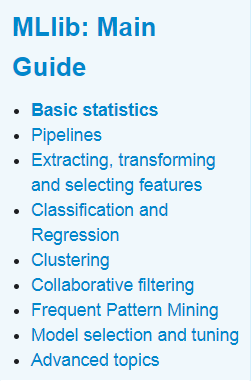 MLlib: Main
Guide
Basic statistics
Pipelines
Extracting, transforming
and selecting features
Classification and
Regression
Clustering
Collaborative filtering
Frequent Pattern Mining
Model selection and tuning
Advanced topics